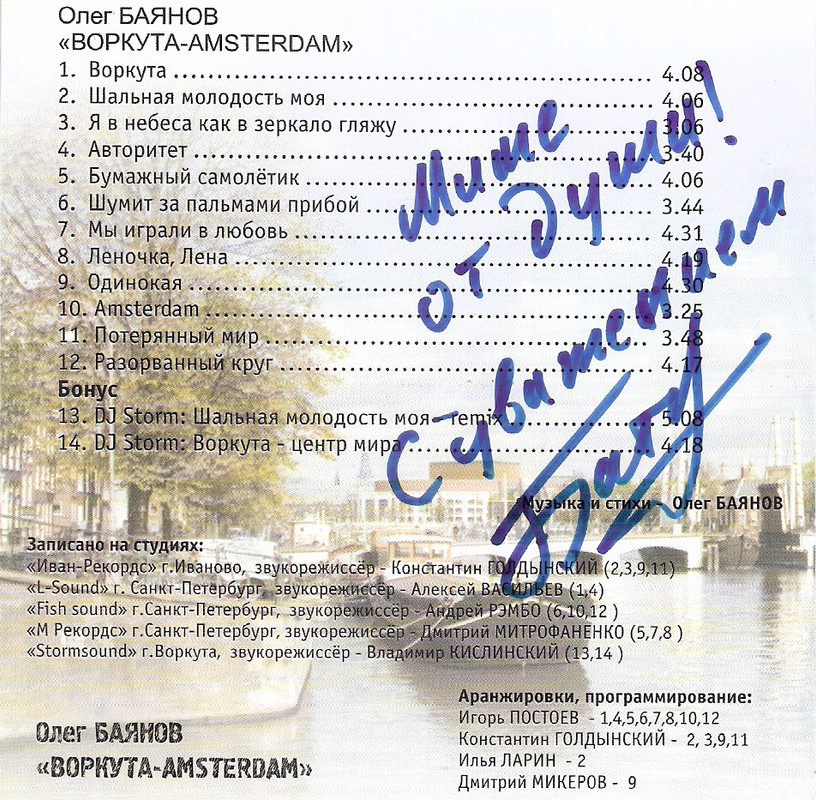 Олег БАЯНОВ
«ВОРКУТА-AMSTERDAM»
1. Воркута 4.08
2. Шальная молодость моя 4.06
3. Я в небеса как в зеркало гляжу 3.06
4. Авторитет 3.40
5. Бумажный самолётик 4.06
6. Шумит за пальмами прибой 3.44
7. Мы играли в любовь 4.31
8. Леночка, Лена 4.19
9. Одинокая 4.30
10. Amsterdam 3.25
11. Потерянный мир 3.48
12. Разорванный круг 4.17
Бонус
13. DJ Storm: Шальная молодость моя - remix 5.08
14. DJ Storm: Воркута - центр мира 4.18
Мише
от души!
С уважением
Музыка и стихи - Олег БАЯНОВ
Записано на студиях:
«Иван-Рекордс» г.Иваново, звукорежиссёр - Константин ГОЛДЫНСКИЙ (2,3,9,11)
«L-Sound» г. Санкт-Петербург, звукорежиссёр - Алексей ВАСИЛЬЕВ (1,4)
«Fish sound» г.Санкт-Петербург, звукорежиссёр - Андрей РЭМБО (6,10,12 )
«М Рекордс» г.Санкт-Петербург, звукорежиссёр - Дмитрий МИТРОФАНЕНКО (5,7,8 )
«Stormsound» г.Воркута, звукорежиссёр - Владимир КИСЛИНСКИЙ (13,14 )
Аранжировки, программирование:
Игорь ПОСТОЕВ - 1,4,5,6,7,8,10,12
Константин ГОЛДЫНСКИЙ - 2, 3,9,11
Илья ЛАРИН - 2
Дмитрий МИКЕРОВ - 9
Олег БАЯНОВ
«ВОРКУТА-AMSTERDAM»